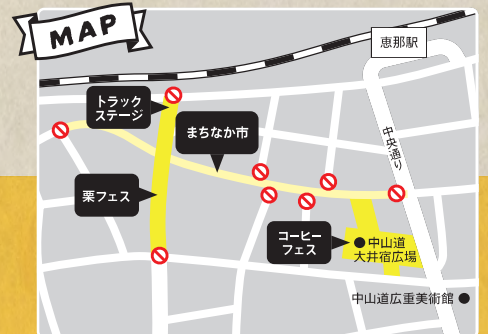 MAP
恵那駅
トラック
ステージ
まちなか市
中央通り
栗フェス
コーヒー
フェス
●中山道
大井宿広場
中山道広重美術館●